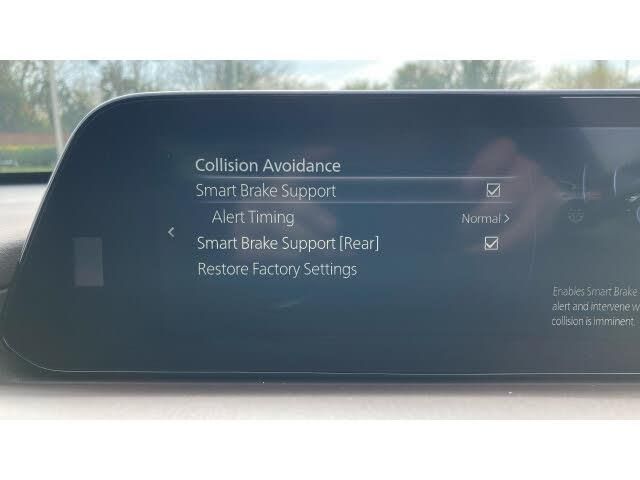 Collision Avoidance
Smart Brake Support
Alert Timing Normal >
Smart Brake Support [Rear]
Restore Factory Settings
Enables Smart Brake
alert and intervene w
collision is imminent.